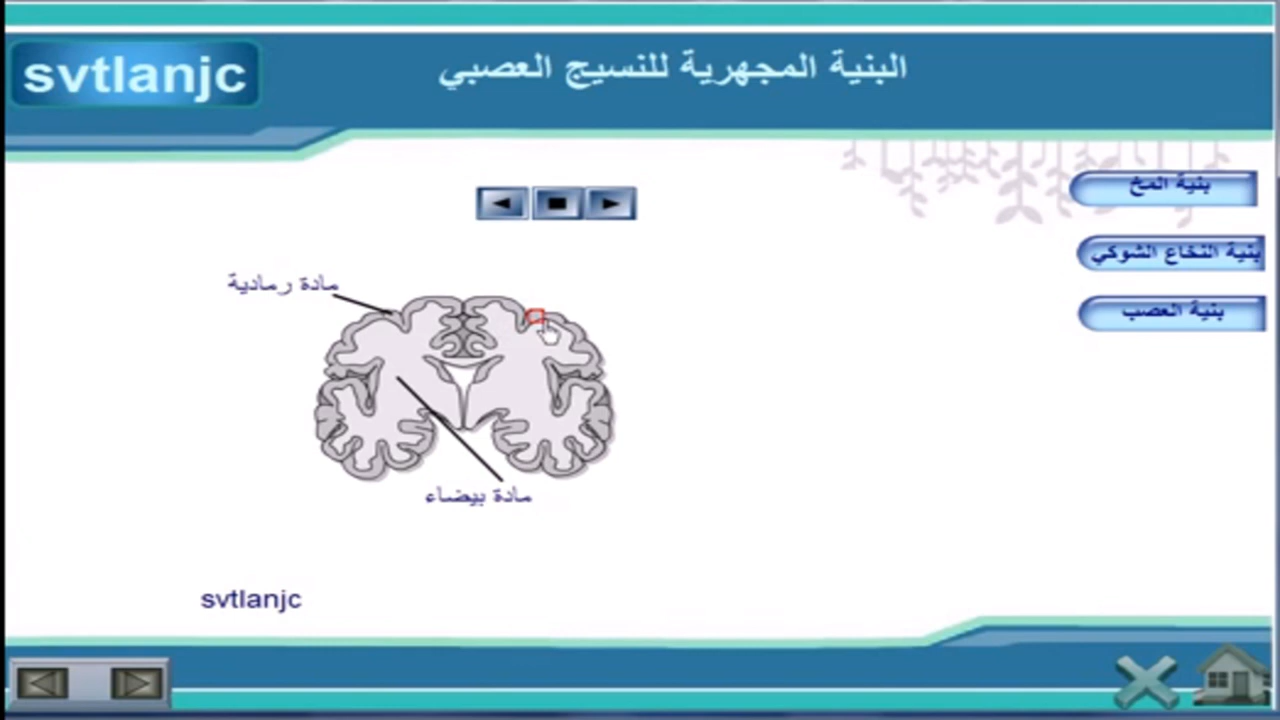 svtlanjc
البنية المجهرية للنسيج العصبي
بنية المخ
بنية النخاع الشوكي
بنية العصب
مادة رمادية
مادة بيضاء
svtlanjc